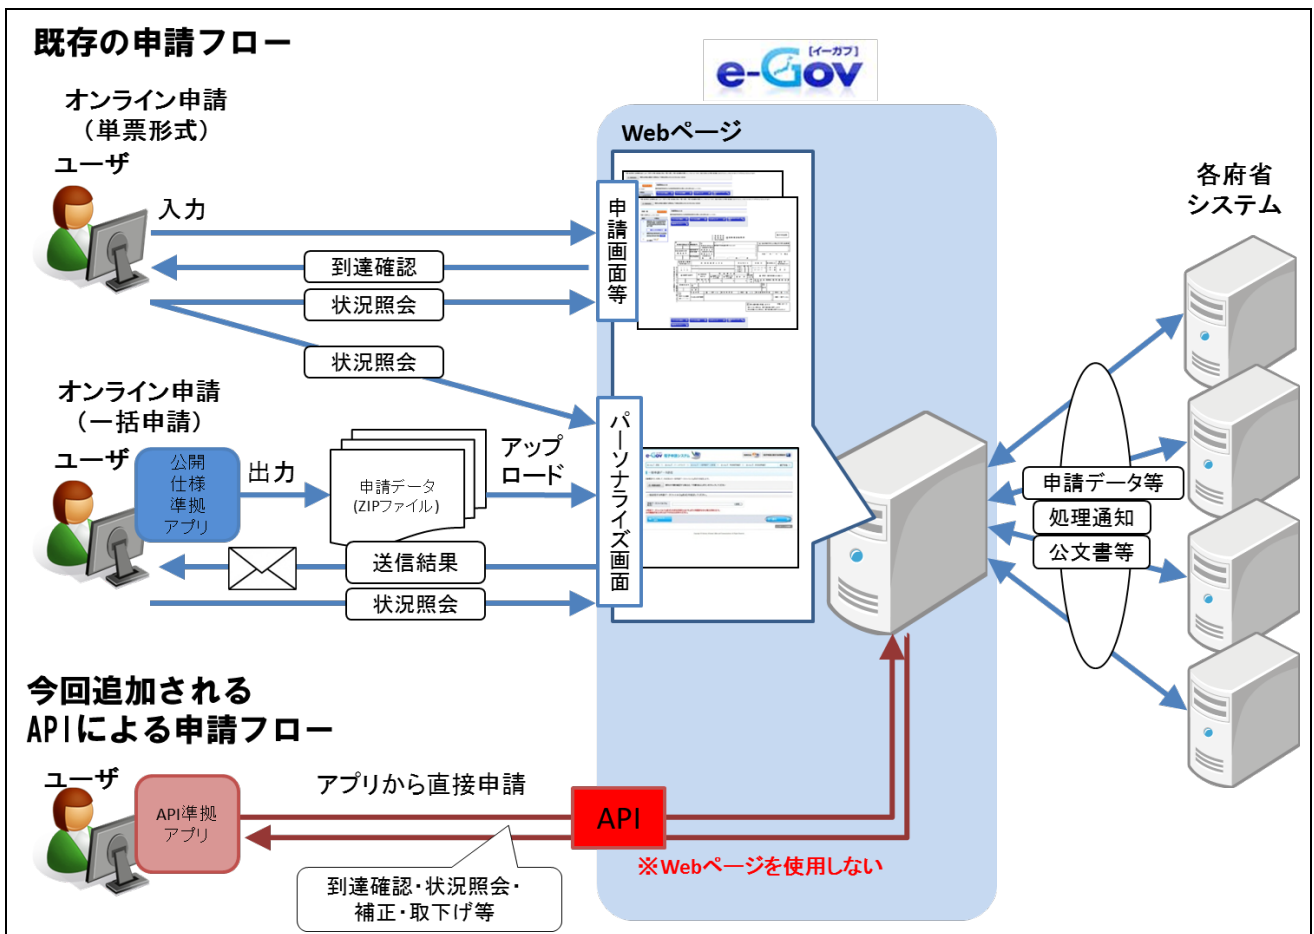 既存の申請フロー
[イーガブ]
e-Gov
オンライン申請
（単票形式）
ユーザ
入力
到達確認
状況照会
状況照会
Webページ
申請画面等
各府省
システム
オンライン申請
（一括申請）
ユーザ
公開
仕様
準拠
アプリ
出力
申請データ
(ZIPファイル)
アップ
ロード
パーソナライズ画面
送信結果
状況照会
申請データ等
処理通知
公文書等
今回追加される
APIによる申請フロー
ユーザ
API準拠
アプリ
アプリから直接申請
API
※Webページを使用しない
到達確認・状況照会・
補正・取下げ等